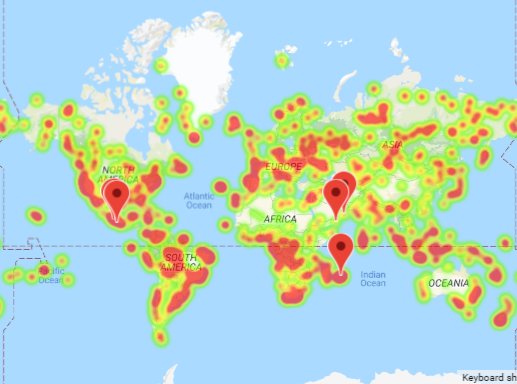 ASIA
EUROPE
NORTH
AMERICA
Atlantic
Ocean
AFRICA
SOUTH
AMERICA
Pacific
Ocean
Indian
Ocean
OCEANIA
Keyboard sh